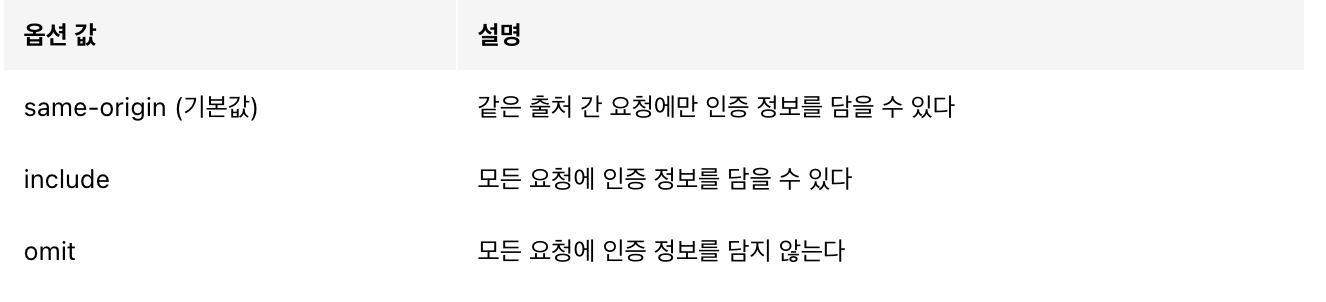 옵션 값 설명
same-origin (기본값) 같은 출처 간 요청에만 인증 정보를 담을 수 있다
include 모든 요청에 인증 정보를 담을 수 있다
omit 모든 요청에 인증 정보를 담지 않는다